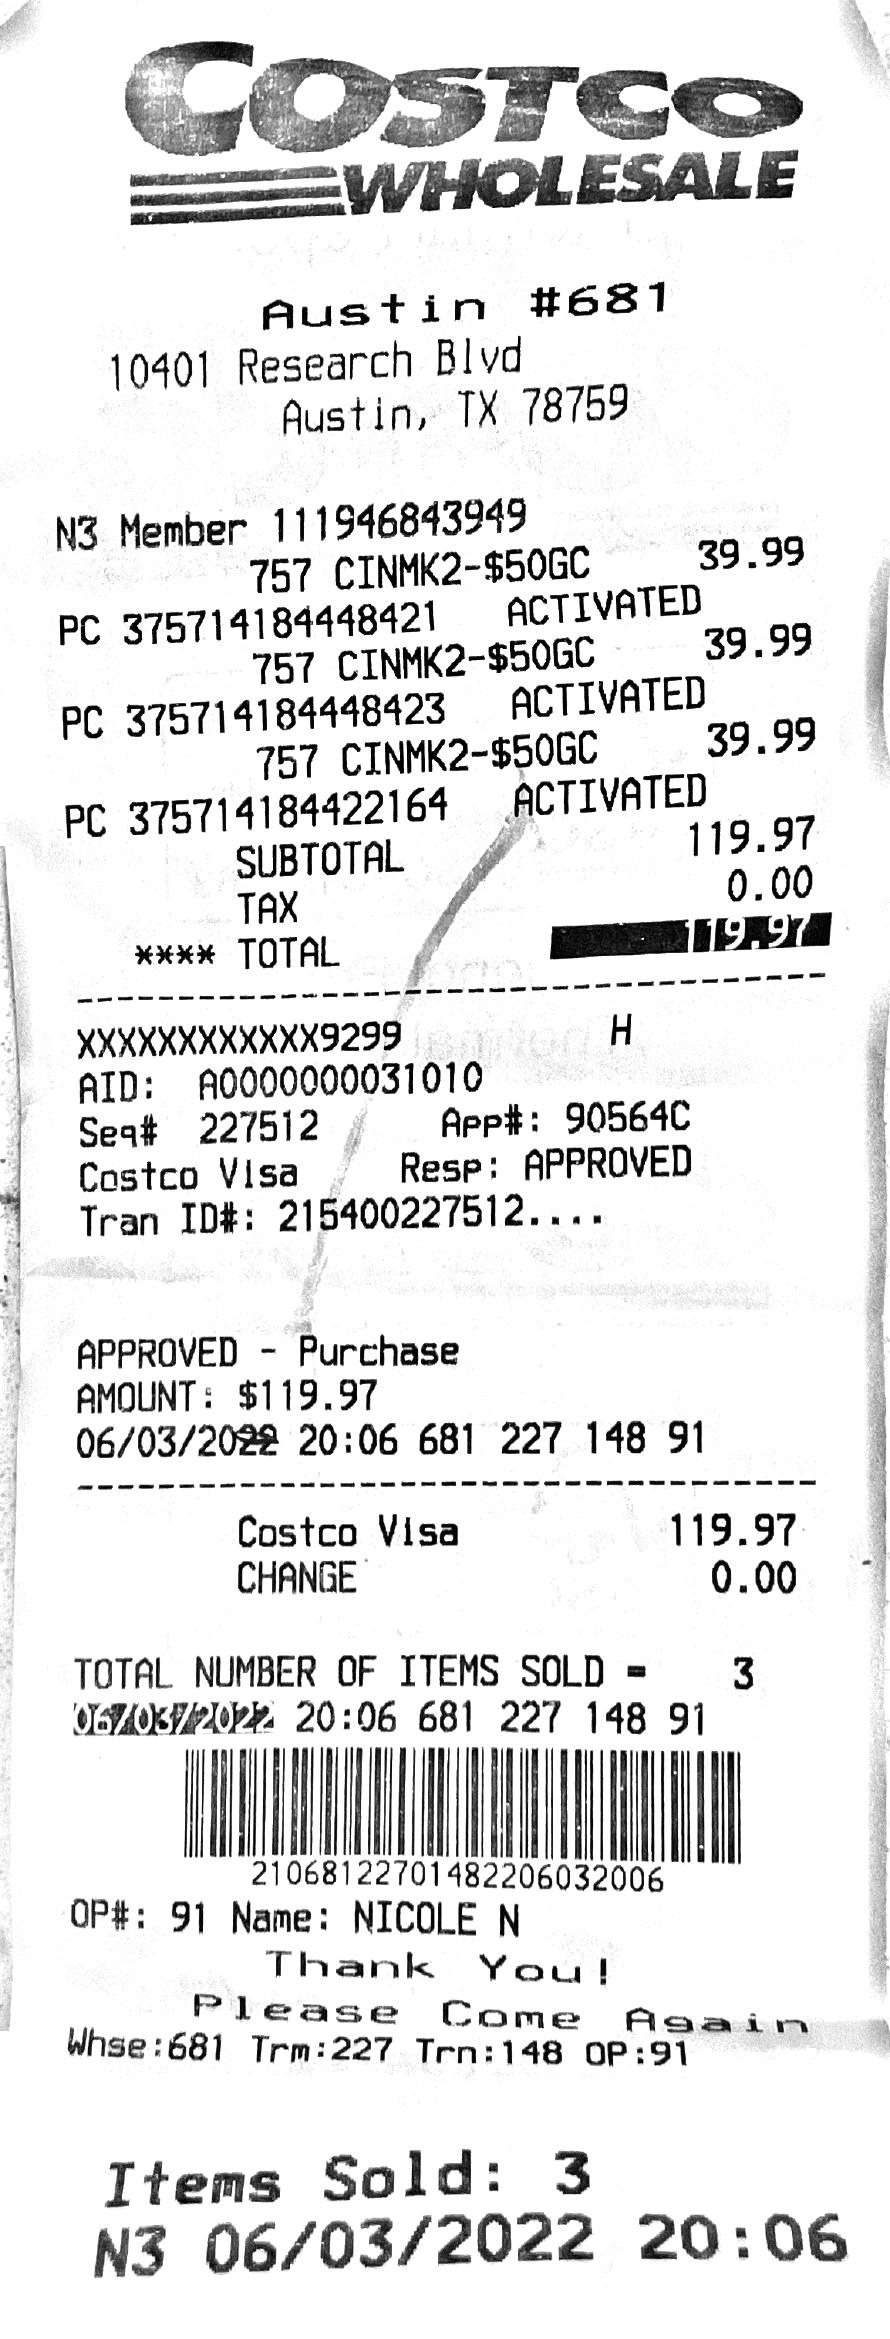 COSTCO
WHOLESALE
Austin #681
10401 Research Blvd
Austin, TX 78759
N3 Member 111946843949
757 CINMK2-$50GC 39.99
PC 375714184448421 ACTIVATED
757 CINMK2-$50GC 39.99
PC 375714184448423 ACTIVATED
757 CINMK2-$50GC 39.99
PC 375714184422164 ACTIVATED
SUBTOTAL 119.97
TAX 0.00
**** TOTAL 119.97
XXXXXXXXXXXX9299 H
AID: A0000000031010
Seq# 227512 App#: 90564C
Costco Visa Resp: APPROVED
Tran ID#: 215400227512....
APPROVED - Purchase
AMOUNT: $119.97
06/03/2022 20:06 681 227 148 91
Costco Visa 119.97
CHANGE 0.00
TOTAL NUMBER OF ITEMS SOLD = 3
06/03/2022 20:06 681 227 148 91
21068122701482206032006
OP#: 91 Name: NICOLE N
Thank You!
Please Come Again
Whse:681 Trm:227 Trn:148 OP:91
Items Sold: 3
N3 06/03/2022 20:06